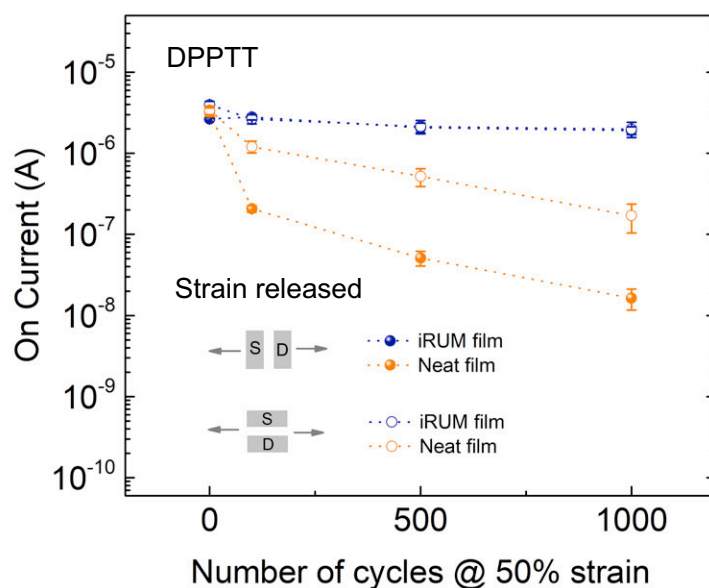 DPPTT
10⁻⁵
10⁻⁶
10⁻⁷
10⁻⁸
10⁻⁹
10⁻¹⁰
On Current (A)
Strain released
S D
iRUM film
Neat film
S
D
iRUM film
Neat film
0 500 1000
Number of cycles @ 50% strain